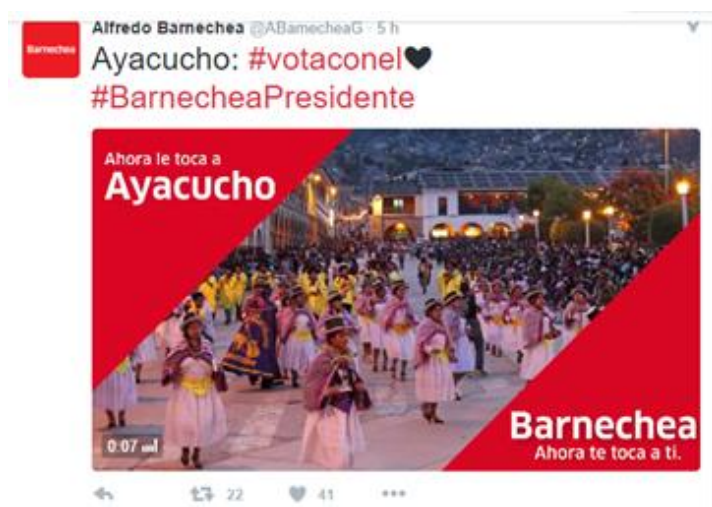 Barnechea
Alfredo Barnechea @ABarnecheaG · 5 h
Ayacucho: #votaconel🖤
#BarnecheaPresidente
Ahora le toca a
Ayacucho
0:07
Barnechea
Ahora te toca a ti.
22 41